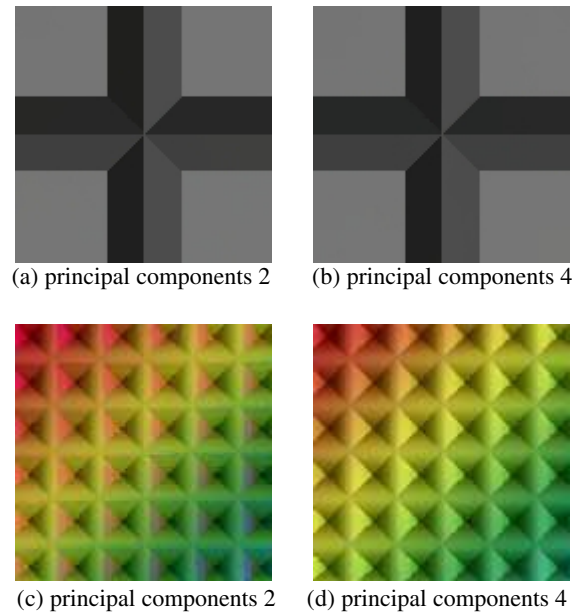 (a) principal components 2
(b) principal components 4
(c) principal components 2
(d) principal components 4